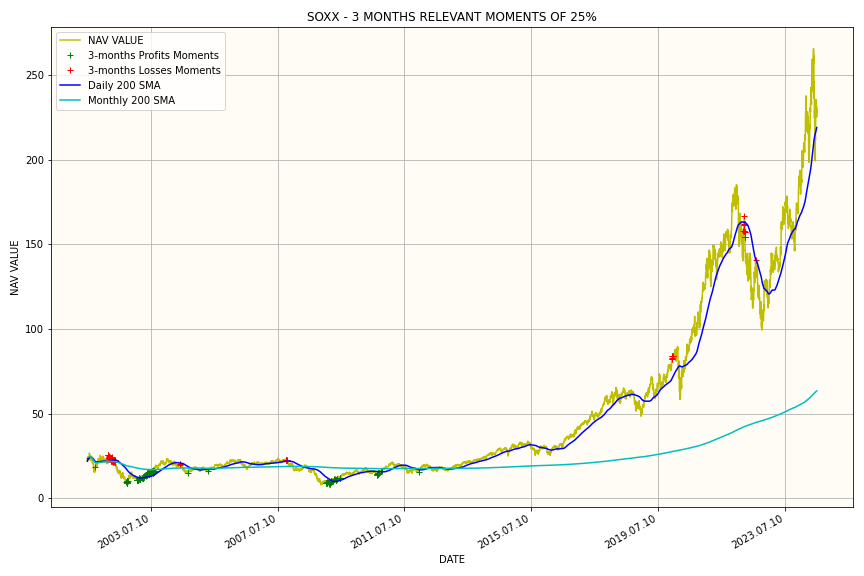 SOXX - 3 MONTHS RELEVANT MOMENTS OF 25%
NAV VALUE
3-months Profits Moments
3-months Losses Moments
Daily 200 SMA
Monthly 200 SMA
250
200
150
100
50
0
NAV VALUE
2003.07.10
2007.07.10
2011.07.10
2015.07.10
2019.07.10
2023.07.10
DATE